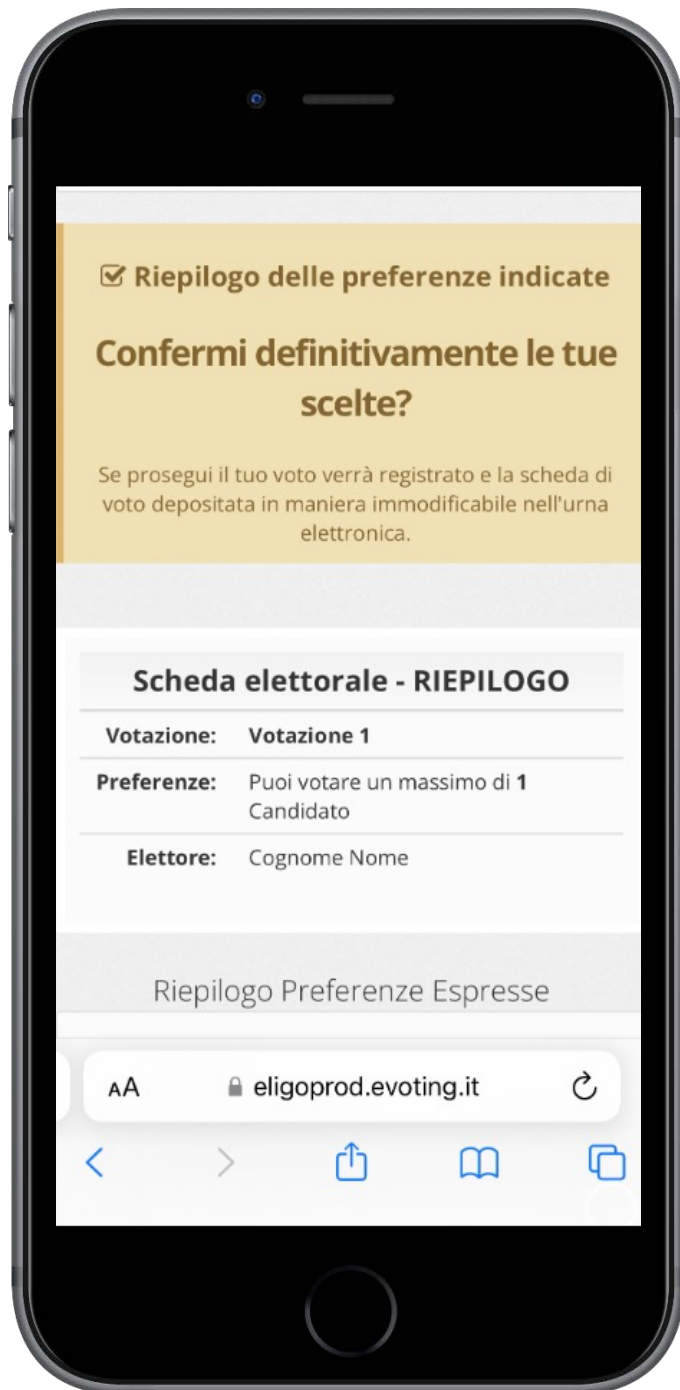 Riepilogo delle preferenze indicate
Confermi definitivamente le tue
scelte?
Se prosegui il tuo voto verrà registrato e la scheda di
voto depositata in maniera immodificabile nell'urna
elettronica.
Scheda elettorale - RIEPILOGO
Votazione: Votazione 1
Preferenze: Puoi votare un massimo di 1
Candidato
Elettore: Cognome Nome
Riepilogo Preferenze Espresse
AA eligoprod.evoting.it